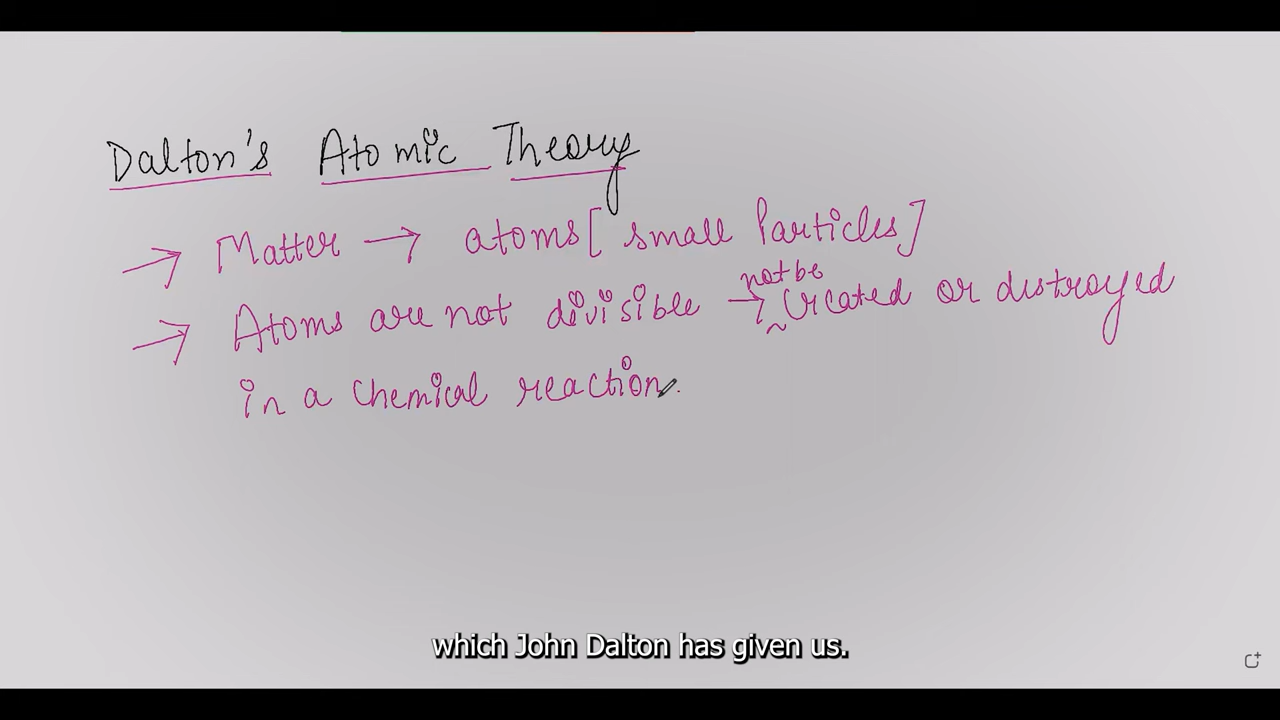 Dalton's Atomic Theory
→ Matter → atoms [small Particles]
not be
→ Atoms are not divisible → Created or distroyed
in a Chemical reaction.
which John Dalton has given us.